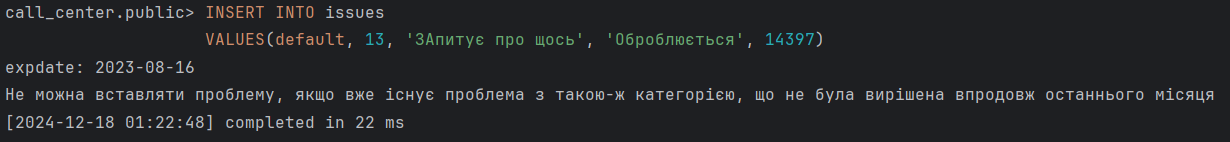 call_center.public> INSERT INTO issues
VALUES(default, 13, 'ЗАпитує про щось', 'Оброблюється', 14397)
expdate: 2023-08-16
Не можна вставляти проблему, якщо вже існує проблема з такою-ж категорією, що не була вирішена впродовж останнього місяця
[2024-12-18 01:22:48] completed in 22 ms